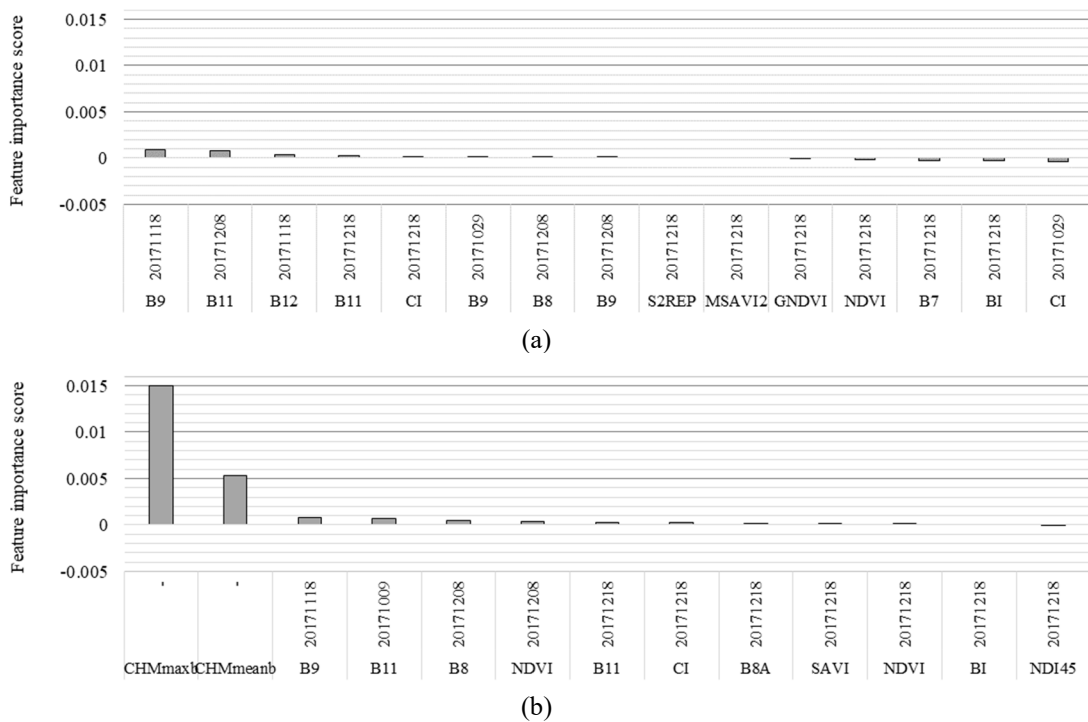 Feature importance score
0.015
0.01
0.005
0
-0.005
20171118 20171208 20171118 20171218 20171218 20171029 20171208 20171208 20171218 20171218 20171218 20171218 20171218 20171218 20171029
B9 B11 B12 B11 CI B9 B8 B9 S2REP MSAVI2 GNDVI NDVI B7 BI CI
(a)
Feature importance score
0.015
0.01
0.005
0
-0.005
' ' 20171118 20171009 20171208 20171208 20171218 20171218 20171218 20171218 20171218 20171218 20171218
CHMmaxb CHMmeanb B9 B11 B8 NDVI B11 CI B8A SAVI NDVI BI NDI45
(b)